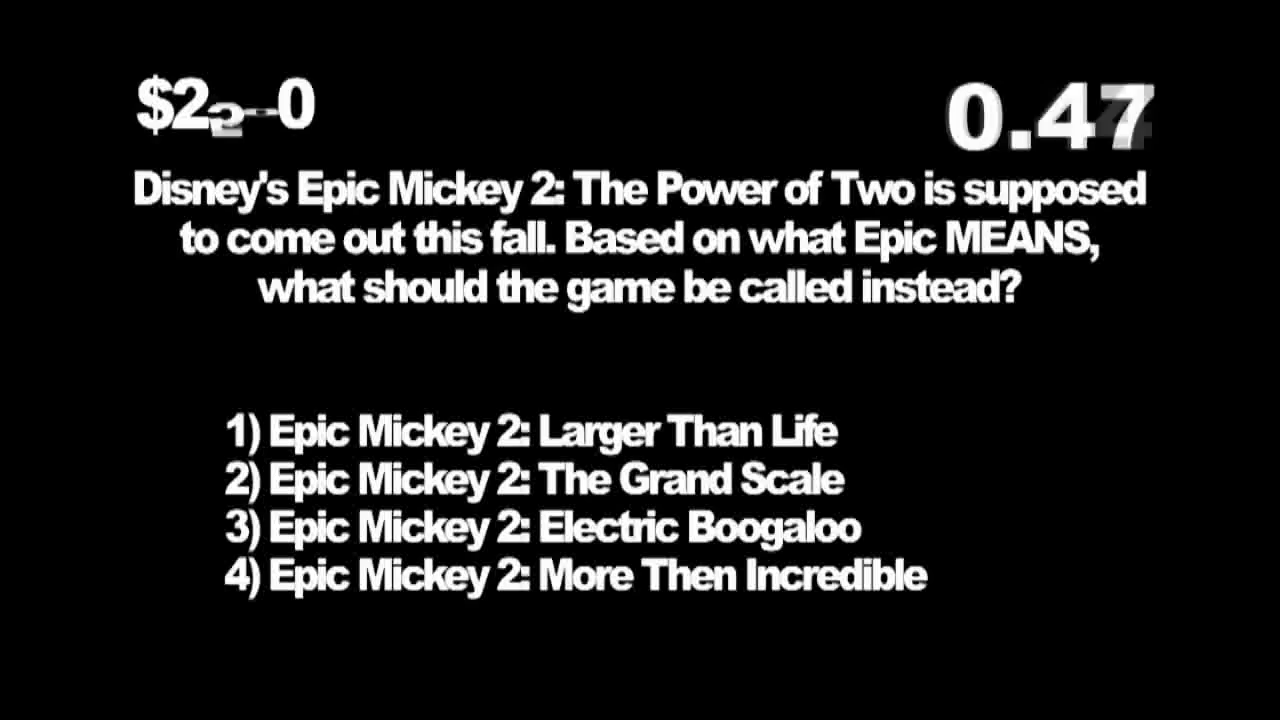 0.47
Disney's Epic Mickey 2: The Power of Two is supposed
to come out this fall. Based on what Epic MEANS,
what should the game be called instead?
1) Epic Mickey 2: Larger Than Life
2) Epic Mickey 2: The Grand Scale
3) Epic Mickey 2: Electric Boogaloo
4) Epic Mickey 2: More Then Incredible